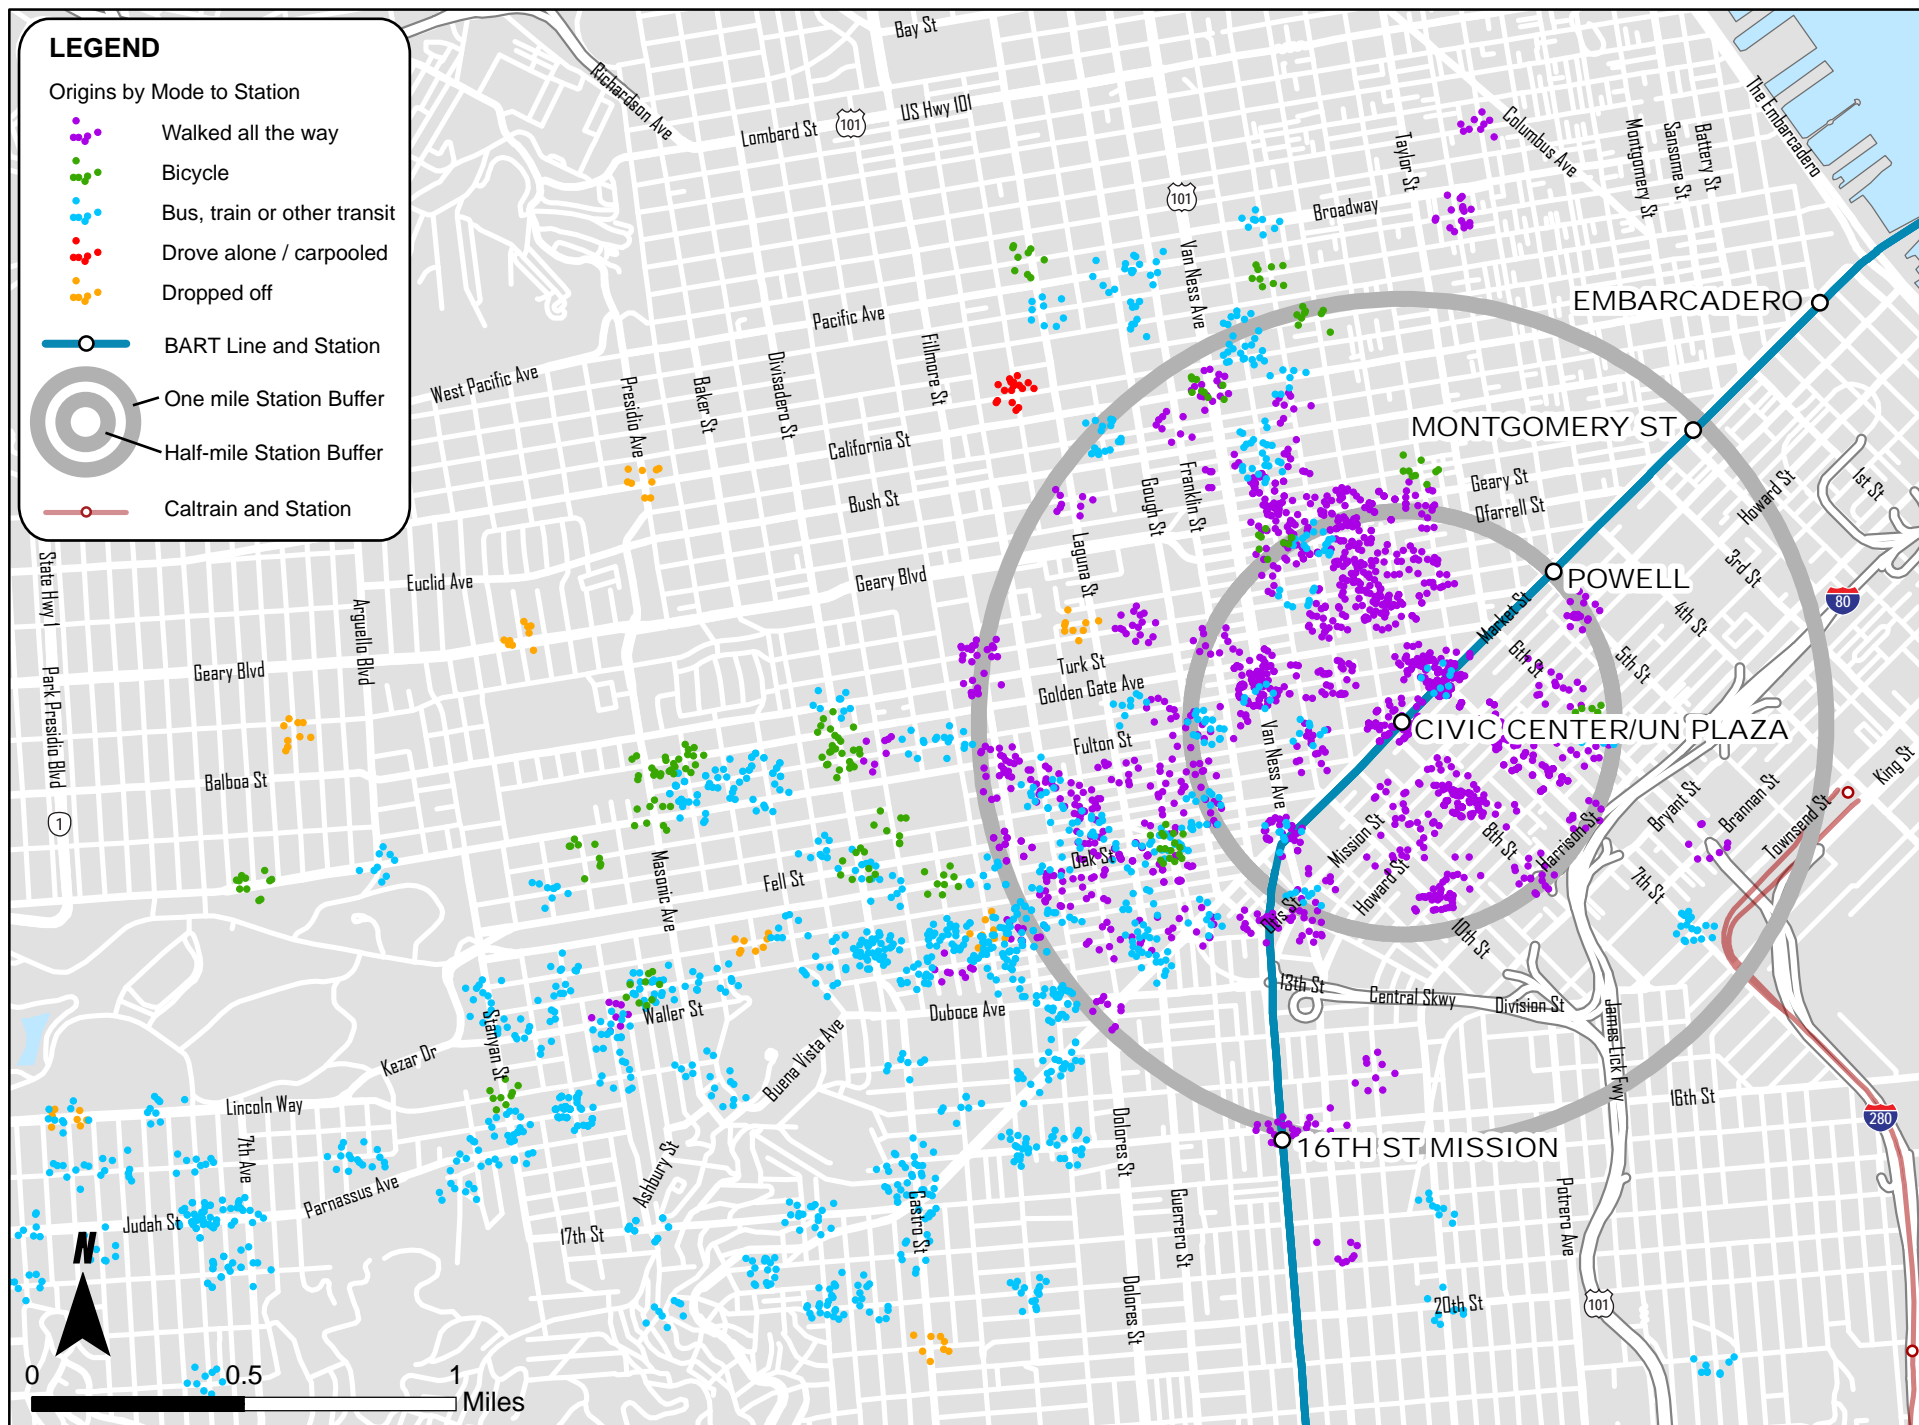 LEGEND
Origins by Mode to Station
Walked all the way
Bicycle
Bus, train or other transit
Drove alone / carpooled
Dropped off
BART Line and Station
One mile Station Buffer
Half-mile Station Buffer
Caltrain and Station
Bay St
Richardson Ave
Lombard St
101
US Hwy 101
Columbus Ave
The Embarcadero
Taylor St
Montgomery St
Sansome St
Battery St
101
Broadway
Van Ness Ave
EMBARCADERO
Pacific Ave
Fillmore St
West Pacific Ave
Presidio Ave
Baker St
Divisadero St
California St
MONTGOMERY ST
Bush St
Gough St
Franklin St
Geary St
Ofarrell St
Howard St
1st St
State Hwy 1
Euclid Ave
Arguello Blvd
Geary Blvd
Laguna St
POWELL
3rd St
80
Market St
4th St
6th St
5th St
Geary Blvd
Park Presidio Blvd
Turk St
Golden Gate Ave
Fulton St
Van Ness Ave
CIVIC CENTER/UN PLAZA
Balboa St
King St
1
Bryant St
Brannan St
Townsend St
Mission St
8th St
Harrison St
Oak St
Fell St
Masonic Ave
Howard St
7th St
Otis St
10th St
13th St
Central Skwy
Division St
James Lick Fwy
Duboce Ave
Waller St
Stanyan St
Kezar Dr
Buena Vista Ave
Lincoln Way
7th Ave
16th St
280
Dolores St
16TH ST MISSION
Parnassus Ave
Ashbury St
Judah St
17th St
Castro St
Guerrero St
Potrero Ave
N
Dolores St
20th St
101
0
0.5
1
Miles